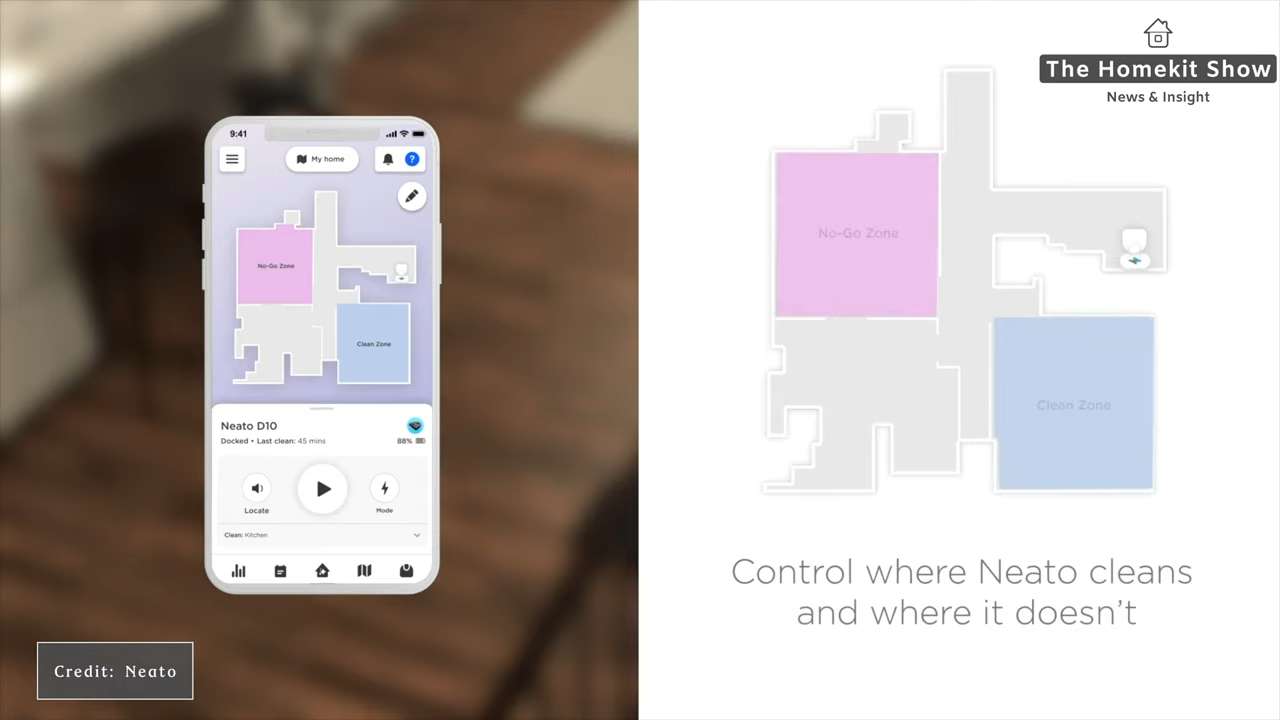 9:41
My home
?
No-Go Zone
Clean Zone
Neato D10
Docked • Last clean: 45 mins
88%
Locate
Mode
Clean: Kitchen
Credit: Neato
The Homekit Show
News & Insight
No-Go Zone
Clean Zone
Control where Neato cleans
and where it doesn't